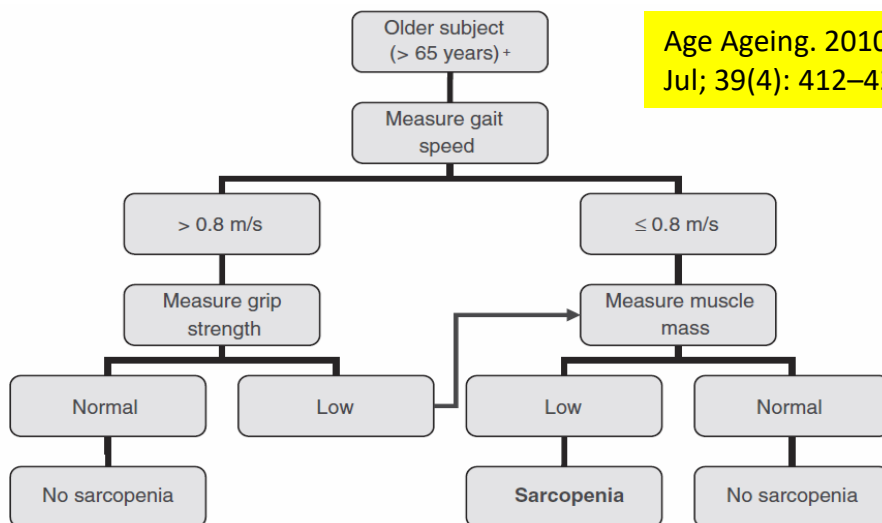 Older subject
(> 65 years) +
Age Ageing. 2010
Jul; 39(4): 412–4
Measure gait
speed
> 0.8 m/s
≤ 0.8 m/s
Measure grip
strength
Measure muscle
mass
Normal
Low
Low
Normal
No sarcopenia
Sarcopenia
No sarcopenia